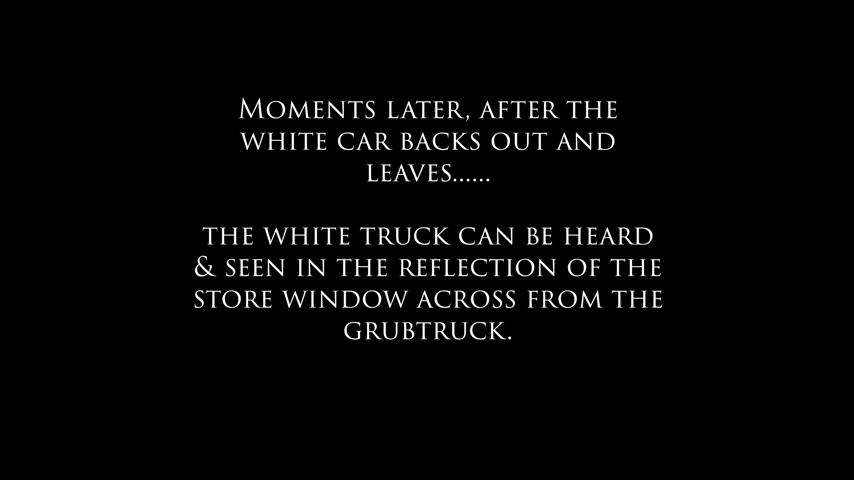 Moments later, after the
white car backs out and
leaves......
the white truck can be heard
& seen in the reflection of the
store window across from the
grubtruck.